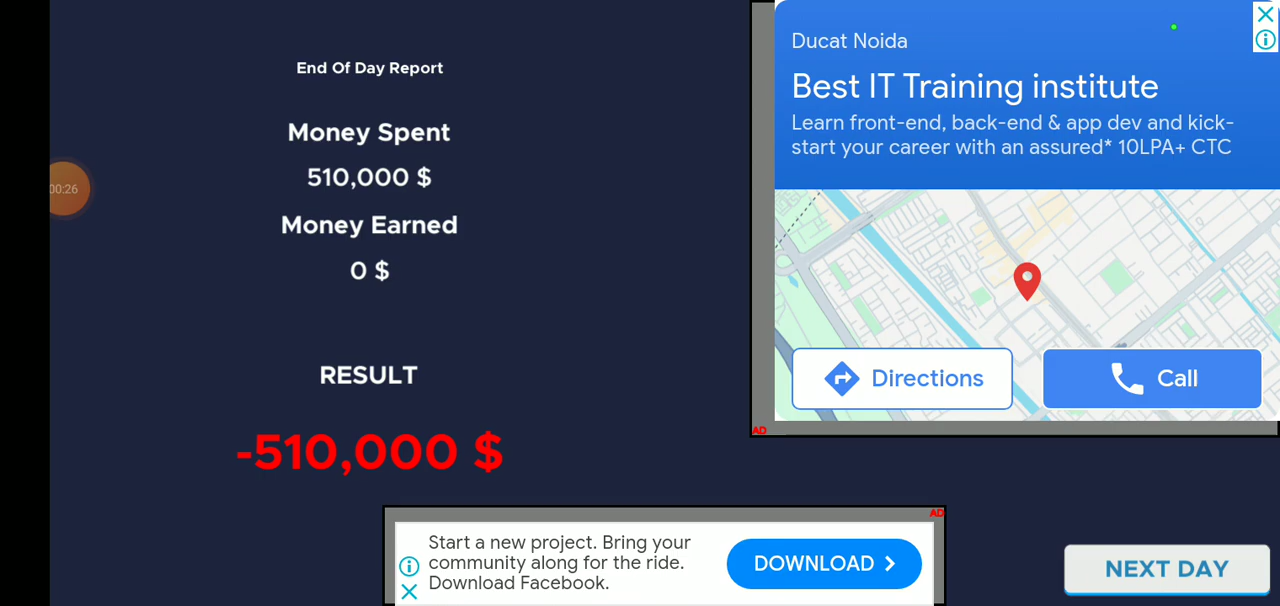 End Of Day Report
Money Spent
510,000 $
Money Earned
0 $
RESULT
-510,000 $
00:26
Ducat Noida
Best IT Training institute
Learn front-end, back-end & app dev and kick-
start your career with an assured* 10LPA+ CTC
Directions
Call
AD
AD
Start a new project. Bring your
community along for the ride.
Download Facebook.
DOWNLOAD
NEXT DAY